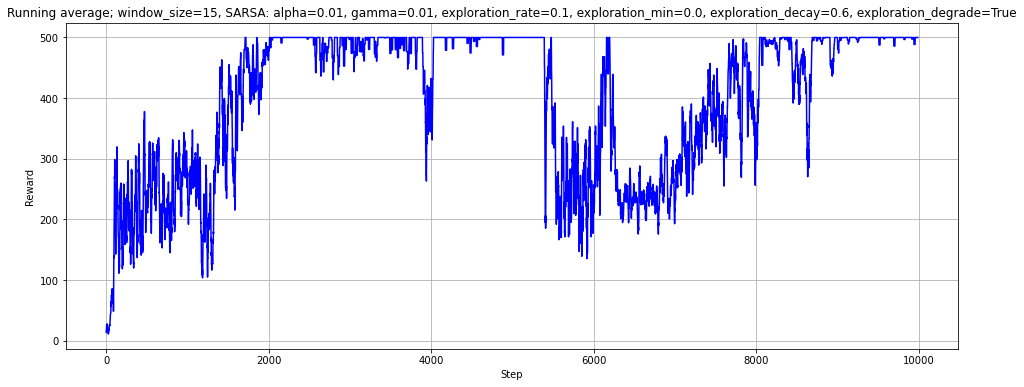 Running average; window_size=15, SARSA: alpha=0.01, gamma=0.01, exploration_rate=0.1, exploration_min=0.0, exploration_decay=0.6, exploration_degrade=True
500
400
300
200
100
0
Reward
0 2000 4000 6000 8000 10000
Step